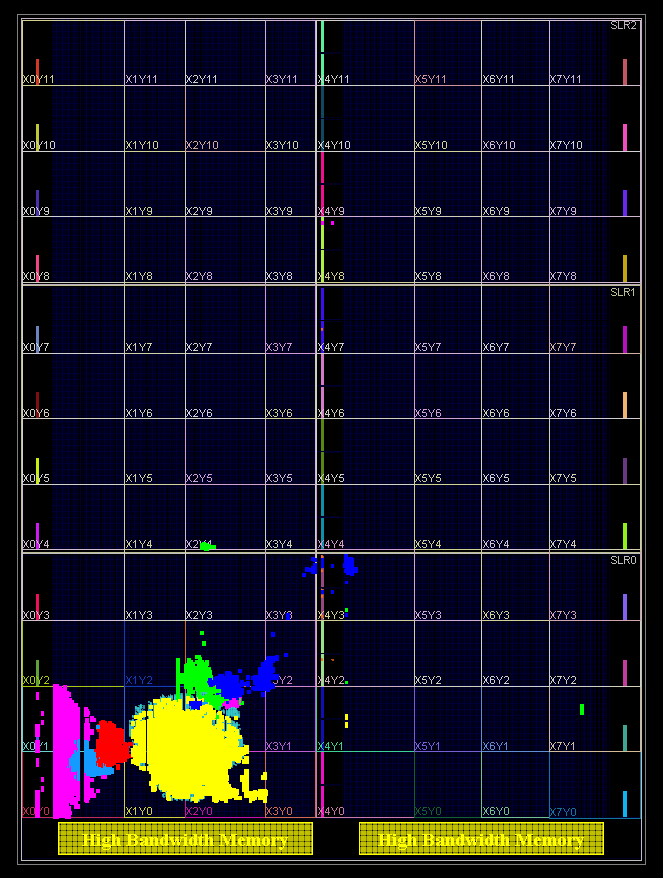 SLR2
X0Y11 X1Y11 X2Y11 X3Y11 X4Y11 X5Y11 X6Y11 X7Y11
X0Y10 X1Y10 X2Y10 X3Y10 X4Y10 X5Y10 X6Y10 X7Y10
X0Y9 X1Y9 X2Y9 X3Y9 X4Y9 X5Y9 X6Y9 X7Y9
X0Y8 X1Y8 X2Y8 X3Y8 X4Y8 X5Y8 X6Y8 X7Y8
SLR1
X0Y7 X1Y7 X2Y7 X3Y7 X4Y7 X5Y7 X6Y7 X7Y7
X0Y6 X1Y6 X2Y6 X3Y6 X4Y6 X5Y6 X6Y6 X7Y6
X0Y5 X1Y5 X2Y5 X3Y5 X4Y5 X5Y5 X6Y5 X7Y5
X0Y4 X1Y4 X2Y4 X3Y4 X4Y4 X5Y4 X6Y4 X7Y4
SLR0
X0Y3 X1Y3 X2Y3 X3Y3 X4Y3 X5Y3 X6Y3 X7Y3
X0Y2 X1Y2 X4Y2 X5Y2 X6Y2 X7Y2
X0Y1 X3Y1 X4Y1 X5Y1 X6Y1 X7Y1
X0Y0 X1Y0 X2Y0 X3Y0 X4Y0 X5Y0 X6Y0 X7Y0
High Bandwidth Memory High Bandwidth Memory